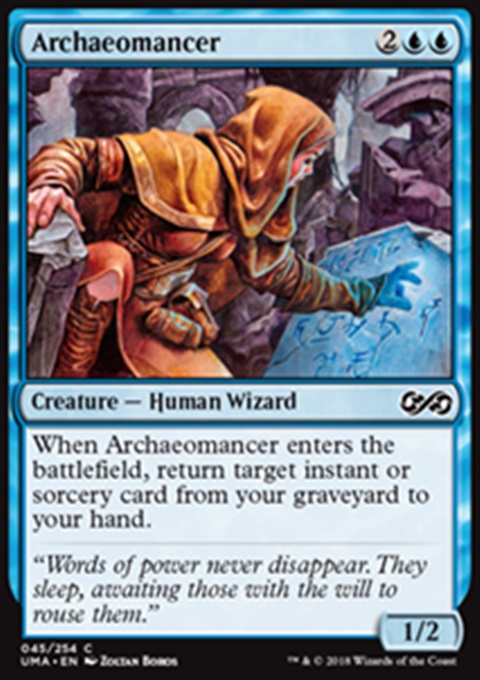 Archaeomancer 2
Creature — Human Wizard
When Archaeomancer enters the
battlefield, return target instant or
sorcery card from your graveyard to
your hand.
“Words of power never disappear. They
sleep, awaiting those with the will to
rouse them.”
1/2
045/254 C
UMA • EN Zoltan Boros ™ & © 2018 Wizards of the Coast